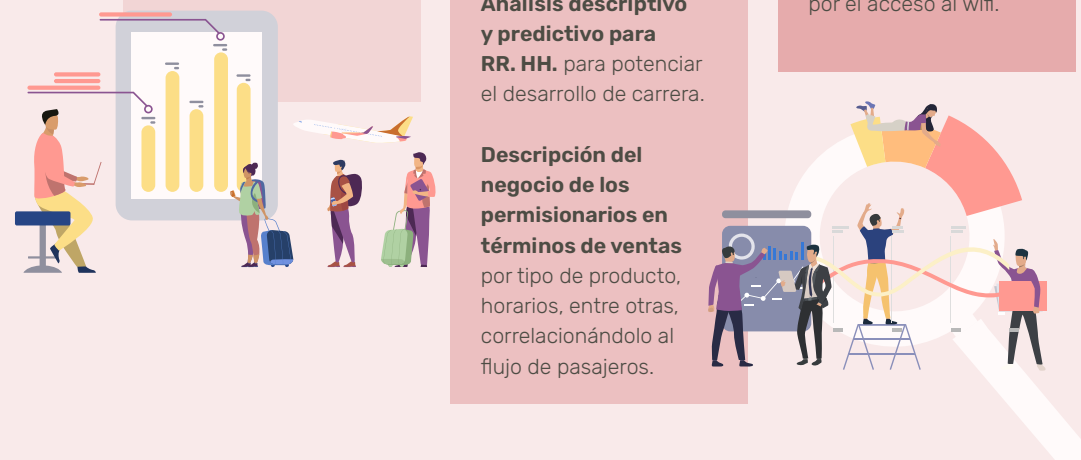 Análisis descriptivo
y predictivo para
RR. HH. para potenciar
el desarrollo de carrera.
Descripción del
negocio de los
permisionarios en
términos de ventas
por tipo de producto,
horarios, entre otras,
correlacionándolo al
flujo de pasajeros.
por el acceso al wifi.